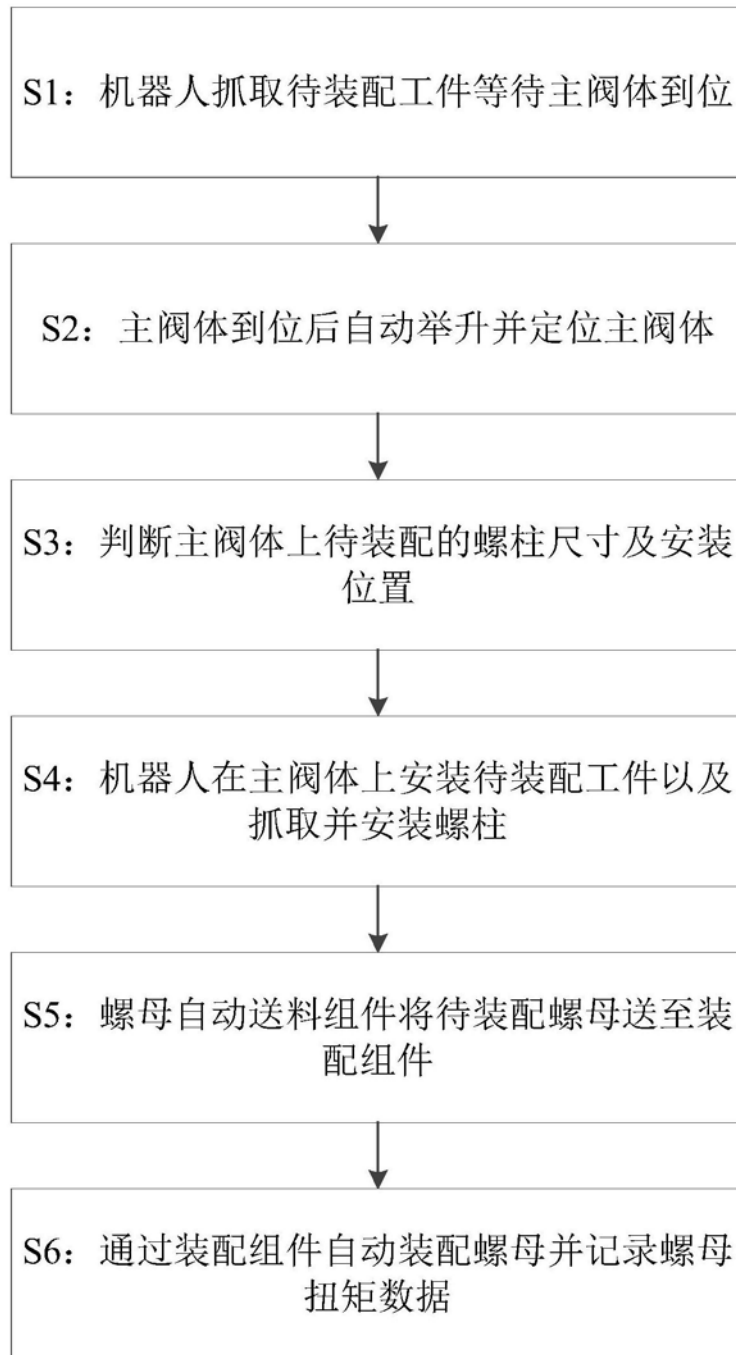 S1：机器人抓取待装配工件等待主阀体到位
S2：主阀体到位后自动举升并定位主阀体
S3：判断主阀体上待装配的螺柱尺寸及安装
位置
S4：机器人在主阀体上安装待装配工件以及
抓取并安装螺柱
S5：螺母自动送料组件将待装配螺母送至装
配组件
S6：通过装配组件自动装配螺母并记录螺母
扭矩数据